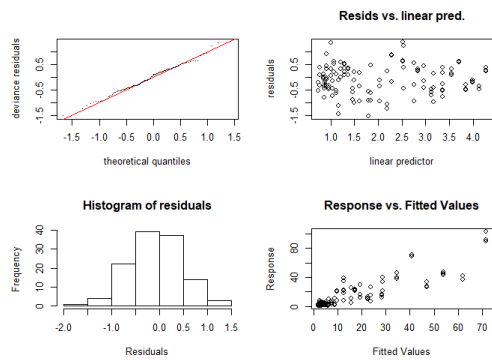 deviance residuals
-1.5 -0.5 0.5
-1.5 -1.0 -0.5 0.0 0.5 1.0 1.5
theoretical quantiles
Resids vs. linear pred.
residuals
-1.5 -0.5 0.5
1.0 1.5 2.0 2.5 3.0 3.5 4.0
linear predictor
Histogram of residuals
Frequency
0 10 30 40
-2.0 -1.0 0.0 0.5 1.0 1.5
Residuals
Response vs. Fitted Values
Response
0 40 80
0 10 20 30 40 50 60 70
Fitted Values